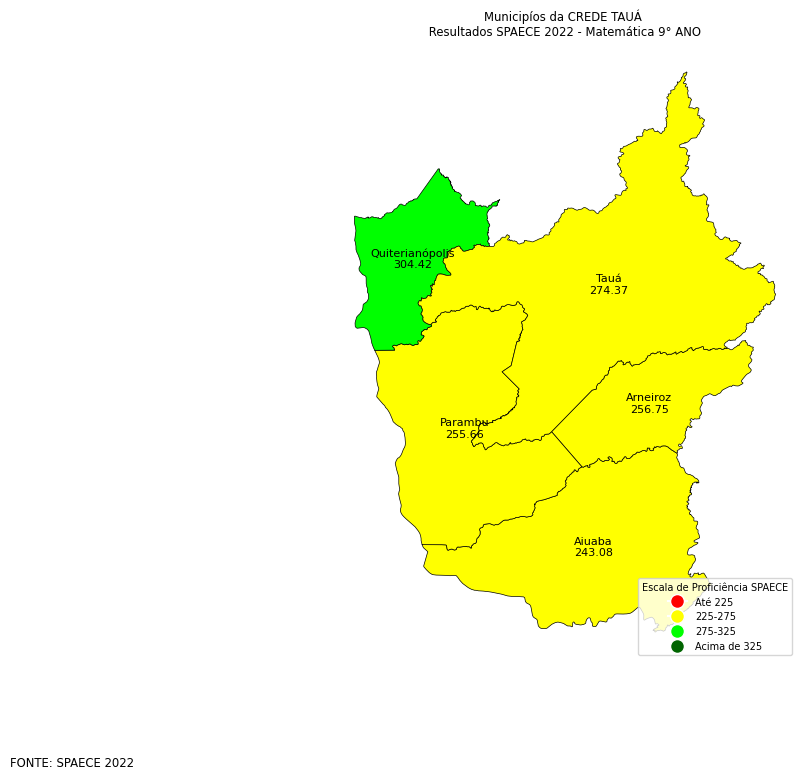 Municipíos da CREDE TAUÁ
Resultados SPAECE 2022 - Matemática 9° ANO
Quiterianópolis
304.42
Tauá
274.37
Arneiroz
256.75
Parambu
255.66
Aiuaba
243.08
Escala de Proficiência SPAECE
Até 225
225-275
275-325
Acima de 325
FONTE: SPAECE 2022